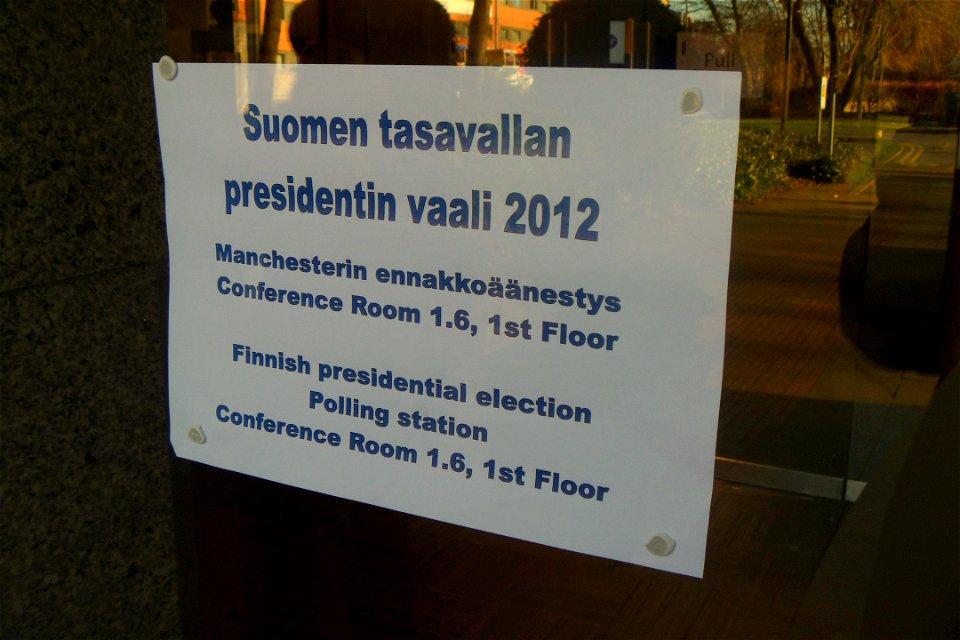 Pull
Suomen tasavallan
presidentin vaali 2012
Manchesterin ennakkoäänestys
Conference Room 1.6, 1st Floor
Finnish presidential election
Polling station
Conference Room 1.6, 1st Floor